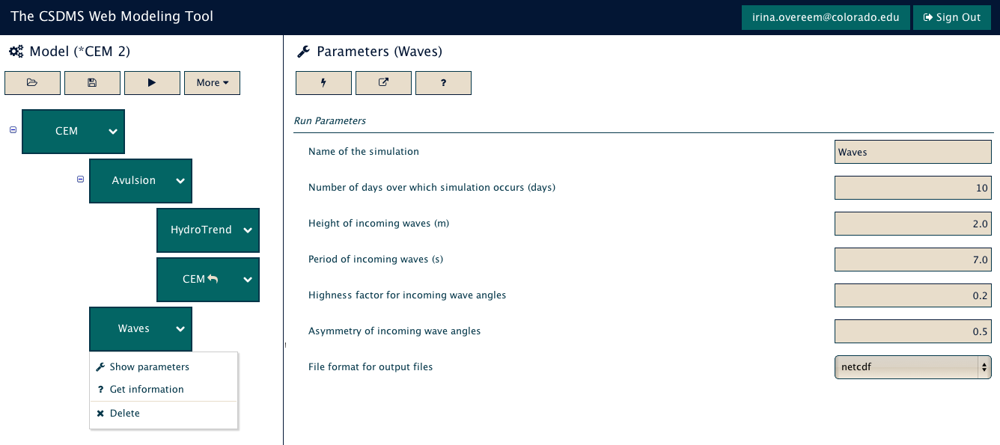 The CSDMS Web Modeling Tool
irina.overeem@colorado.edu
Sign Out
Model (*CEM 2)
More
CEM
Avulsion
HydroTrend
CEM
Waves
Show parameters
? Get information
Delete
Parameters (Waves)
?
Run Parameters
Name of the simulation Waves
Number of days over which simulation occurs (days) 10
Height of incoming waves (m) 2.0
Period of incoming waves (s) 7.0
Highness factor for incoming wave angles 0.2
Asymmetry of incoming wave angles 0.5
File format for output files netcdf